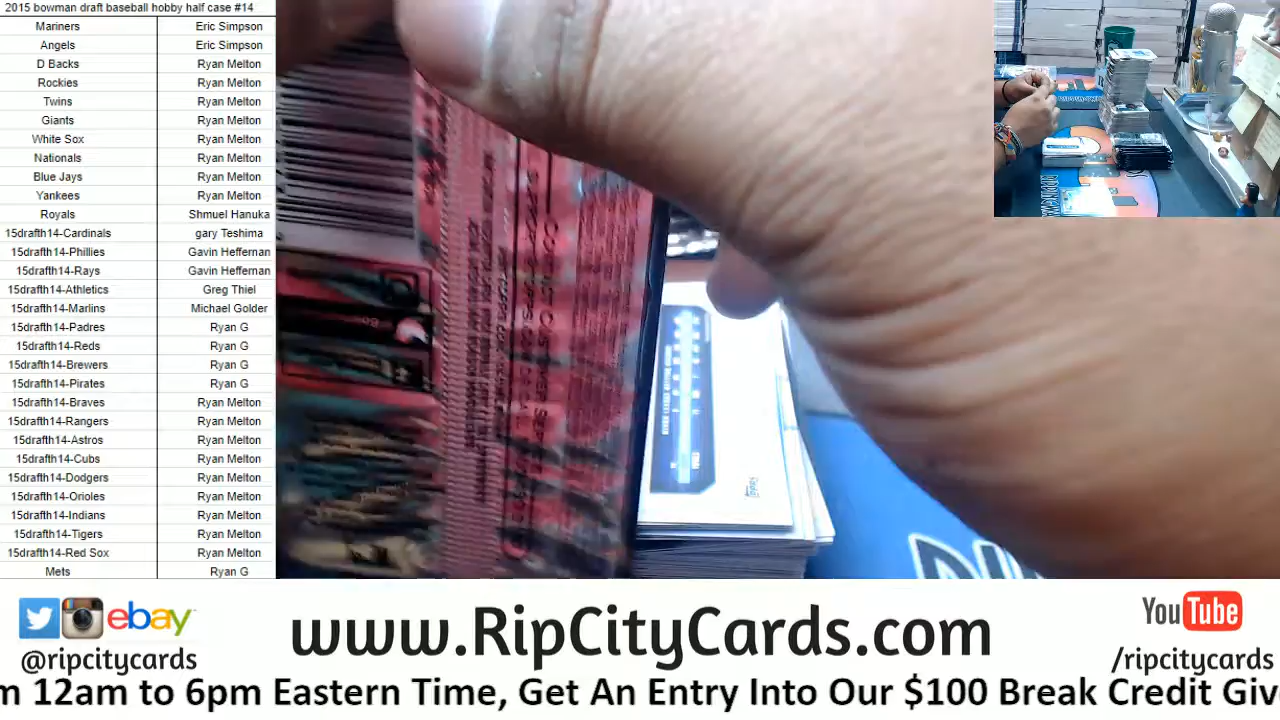 2015 bowman draft baseball hobby half case #14
Mariners Eric Simpson
Angels Eric Simpson
D Backs Ryan Melton
Rockies Ryan Melton
Twins Ryan Melton
Giants Ryan Melton
White Sox Ryan Melton
Nationals Ryan Melton
Blue Jays Ryan Melton
Yankees Ryan Melton
Royals Shmuel Hanuka
15drafth14-Cardinals gary Teshima
15drafth14-Phillies Gavin Heffernan
15drafth14-Rays Gavin Heffernan
15drafth14-Athletics Greg Thiel
15drafth14-Marlins Michael Golder
15drafth14-Padres Ryan G
15drafth14-Reds Ryan G
15drafth14-Brewers Ryan G
15drafth14-Pirates Ryan G
15drafth14-Braves Ryan Melton
15drafth14-Rangers Ryan Melton
15drafth14-Astros Ryan Melton
15drafth14-Cubs Ryan Melton
15drafth14-Dodgers Ryan Melton
15drafth14-Orioles Ryan Melton
15drafth14-Indians Ryan Melton
15drafth14-Tigers Ryan Melton
15drafth14-Red Sox Ryan Melton
Mets Ryan G
ebay
@ripcitycards
www.RipCityCards.com
YouTube
/ripcitycards
m 12am to 6pm Eastern Time, Get An Entry Into Our $100 Break Credit Give